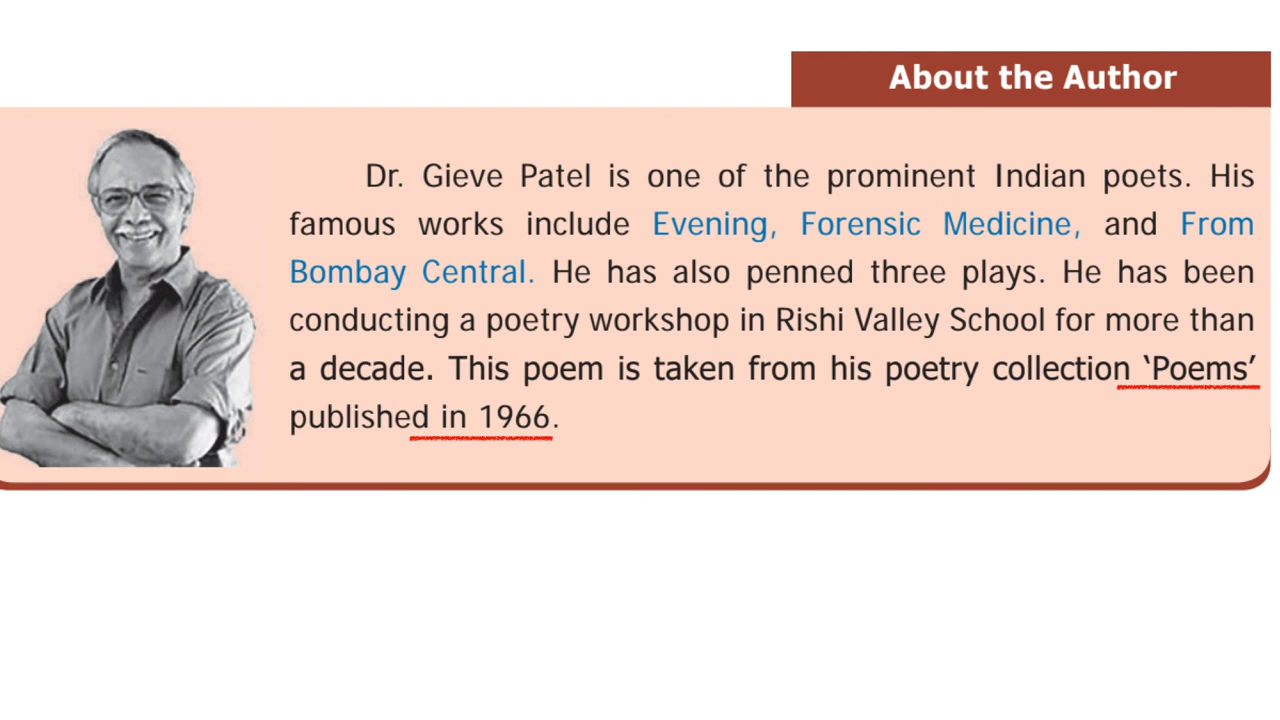 About the Author
Dr. Gieve Patel is one of the prominent Indian poets. His
famous works include Evening, Forensic Medicine, and From
Bombay Central. He has also penned three plays. He has been
conducting a poetry workshop in Rishi Valley School for more than
a decade. This poem is taken from his poetry collection ‘Poems’
published in 1966.